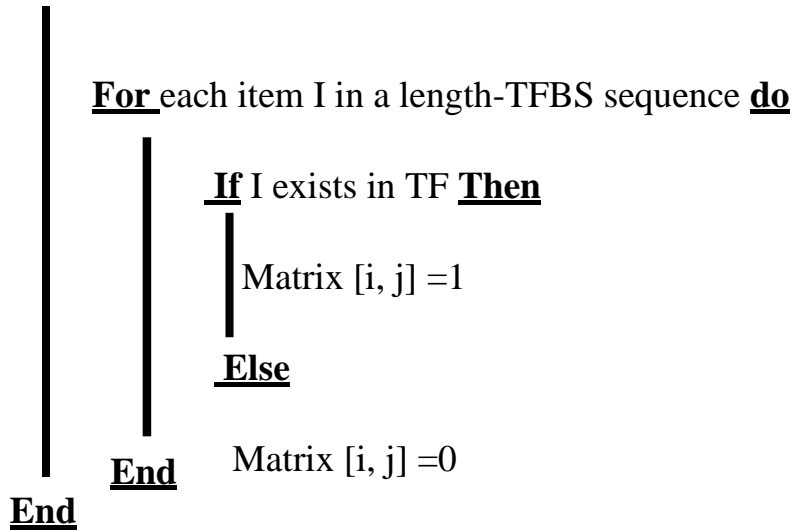 For each item I in a length-TFBS sequence do
If I exists in TF Then
Matrix [i, j] =1
Else
End Matrix [i, j] =0
End